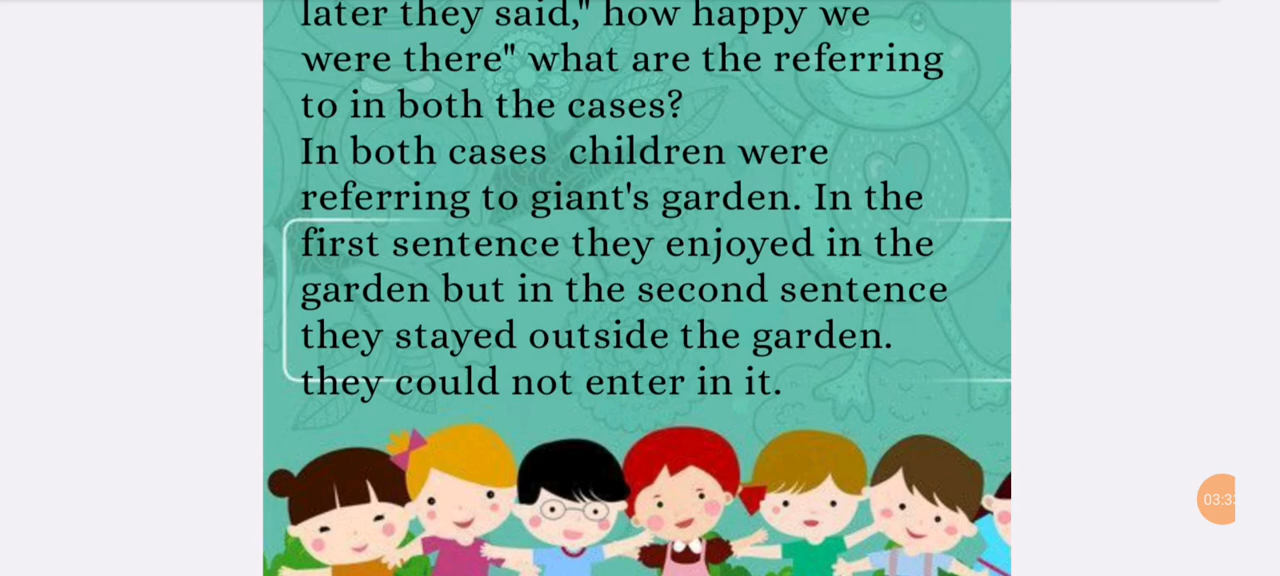 later they said," how happy we
were there" what are the referring
to in both the cases?
In both cases  children were
referring to giant's garden. In the
first sentence they enjoyed in the
garden but in the second sentence
they stayed outside the garden.
they could not enter in it.